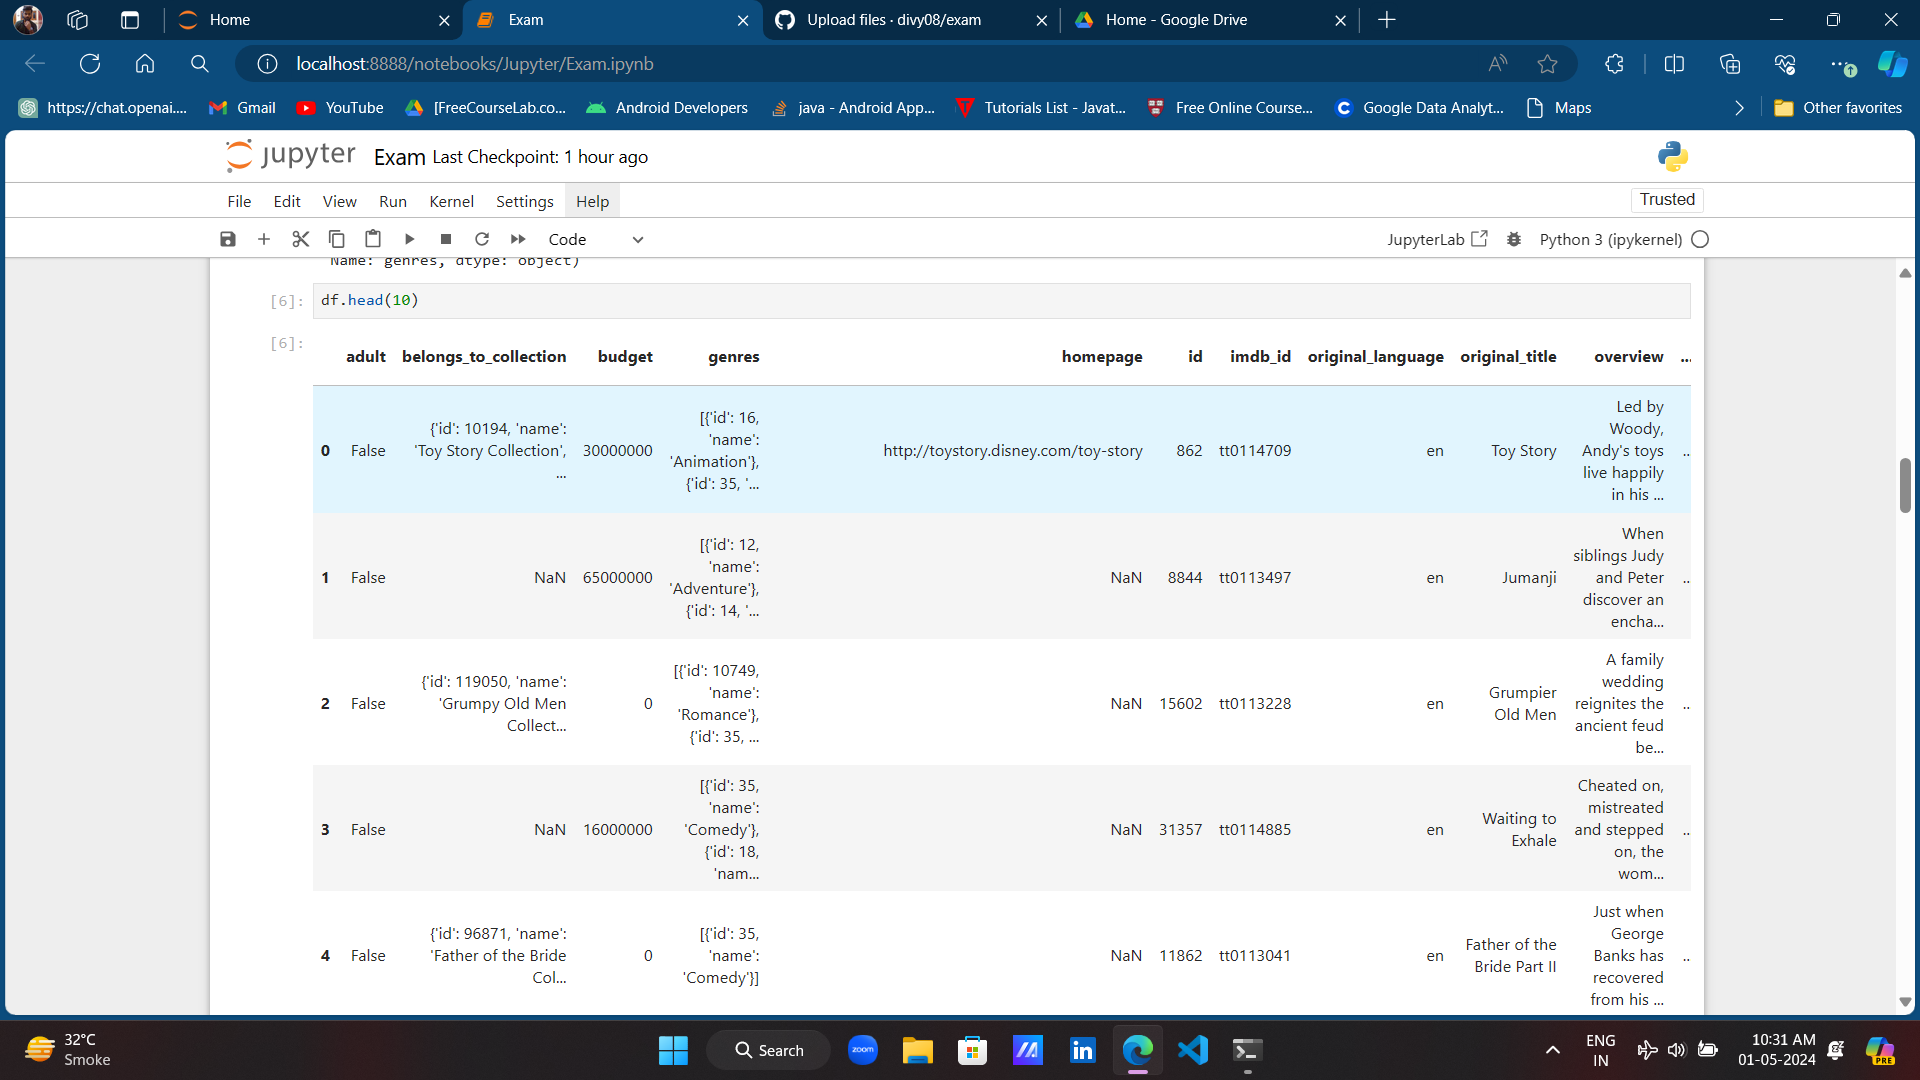 Home
Exam
Upload files · divy08/exam
Home - Google Drive
localhost:8888/notebooks/Jupyter/Exam.ipynb
https://chat.openai....
Gmail
YouTube
[FreeCourseLab.co...
Android Developers
java - Android App...
Tutorials List - Javat...
Free Online Course...
Google Data Analyt...
Maps
Other favorites
jupyter Exam Last Checkpoint: 1 hour ago
File Edit View Run Kernel Settings Help
Trusted
Code
JupyterLab
Python 3 (ipykernel)
Name: genres, dtype: object)
[6]: df.head(10)
[6]:
adult belongs_to_collection budget genres homepage id imdb_id original_language original_title overview ...
0 False {'id': 10194, 'name': 'Toy Story Collection', ... 30000000 [{'id': 16, 'name': 'Animation'}, {'id': 35, '... http://toystory.disney.com/toy-story 862 tt0114709 en Toy Story Led by Woody, Andy's toys live happily in his ... ..
1 False NaN 65000000 [{'id': 12, 'name': 'Adventure'}, {'id': 14, '... NaN 8844 tt0113497 en Jumanji When siblings Judy and Peter discover an encha... ..
2 False {'id': 119050, 'name': 'Grumpy Old Men Collect... 0 [{'id': 10749, 'name': 'Romance'}, {'id': 35, ... NaN 15602 tt0113228 en Grumpier Old Men A family wedding reignites the ancient feud be... ..
3 False NaN 16000000 [{'id': 35, 'name': 'Comedy'}, {'id': 18, 'nam... NaN 31357 tt0114885 en Waiting to Exhale Cheated on, mistreated and stepped on, the wom... ..
4 False {'id': 96871, 'name': 'Father of the Bride Col... 0 [{'id': 35, 'name': 'Comedy'}] NaN 11862 tt0113041 en Father of the Bride Part II Just when George Banks has recovered from his ... ..
32°C
Smoke
Search
zoom
ENG
IN
10:31 AM
01-05-2024
PRE